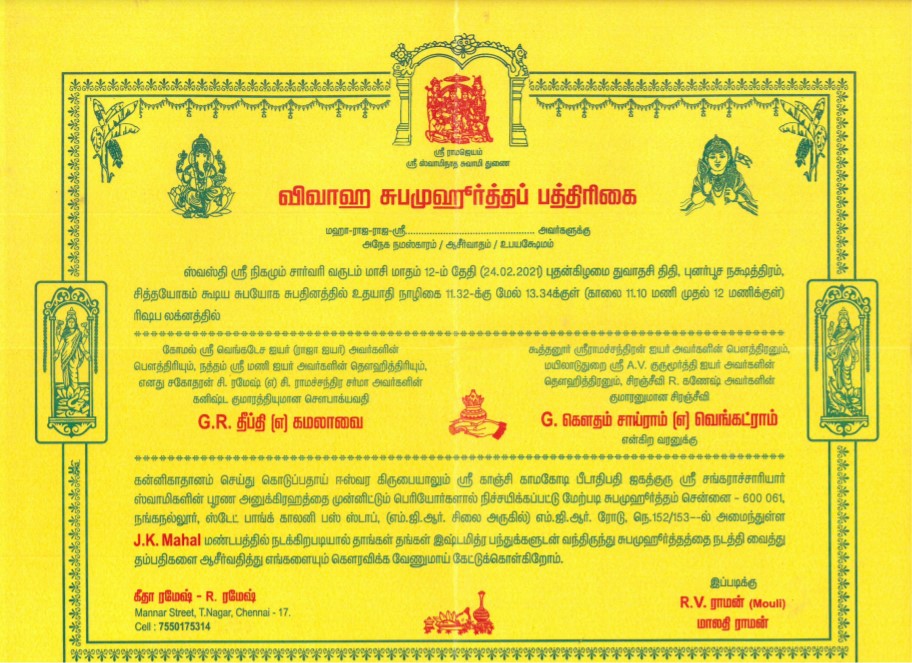 ஸ்ரீ ராமஜெயம்
ஸ்ரீ ஸ்வாமிநாத சுவாமி துணை
விவாஹ சுபமுஹூர்த்தப் பத்திரிகை
மஹா-ராஜ-ராஜ-ஸ்ரீ........................................ அவர்களுக்கு
அநேக நமஸ்காரம் / ஆசீர்வாதம் / உபயக்ஷேமம்
ஸ்வஸ்தி ஸ்ரீ நிகழும் சார்வரி வருடம் மாசி மாதம் 12-ம் தேதி (24.02.2021) புதன்கிழமை துவாதசி திதி, புனர்பூச நக்ஷத்திரம்,
சித்தயோகம் கூடிய சுபயோக சுபதினத்தில் உதயாதி நாழிகை 11.32-க்கு மேல் 13.34க்குள் (காலை 11.10 மணி முதல் 12 மணிக்குள்)
ரிஷப லக்னத்தில்
கோமல் ஸ்ரீ வெங்கடேச ஐயர் (ராஜா ஐயர்) அவர்களின்
பௌத்திரியும், நத்தம் ஸ்ரீ மணி ஐயர் அவர்களின் தௌஹித்திரியும்,
எனது சகோதரன் சி. ரமேஷ் (எ) சி. ராமச்சந்திர சர்மா அவர்களின்
கனிஷ்ட குமாரத்தியுமான சௌபாக்யவதி
G.R. தீப்தி (எ) கமலாவை
கூத்தனூர் ஸ்ரீராமச்சந்திரன் ஐயர் அவர்களின் பௌத்திரனும்,
மயிலாடுதுறை ஸ்ரீ A.V. குருமூர்த்தி ஐயர் அவர்களின்
தௌஹித்திரனும், சிரஞ்சீவி R. கணேஷ் அவர்களின்
குமாரனுமான சிரஞ்சீவி
G. கௌதம் சாய்ராம் (எ) வெங்கட்ராம்
என்கிற வரனுக்கு
கன்னிகாதானம் செய்து கொடுப்பதாய் ஈஸ்வர கிருபையாலும் ஸ்ரீ காஞ்சி காமகோடி பீடாதிபதி ஜகத்குரு ஸ்ரீ சங்கராச்சாரியார்
ஸ்வாமிகளின் பூரண அனுக்கிரஹத்தை முன்னிட்டும் பெரியோர்களால் நிச்சயிக்கப்பட்டு மேற்படி சுபமுஹூர்த்தம் சென்னை - 600 061,
நங்கநல்லூர், ஸ்டேட் பாங்க் காலனி பஸ் ஸ்டாப், (எம்.ஜி.ஆர். சிலை அருகில்) எம்.ஜி.ஆர். ரோடு, நெ.152/153--ல் அமைந்துள்ள
J.K. Mahal மண்பத்தில் நடக்கிறபடியால் தாங்கள் தங்கள் இஷ்டமித்ர பந்துக்களுடன் வந்திருந்து சுபமுஹூர்த்தத்தை நடத்தி வைத்து
தம்பதிகளை ஆசீர்வதித்து எங்களையும் கௌரவிக்க வேணுமாய் கேட்டுக்கொள்கிறோம்.
கீதா ரமேஷ் - R. ரமேஷ்
Mannar Street, T.Nagar, Chennai - 17.
Cell : 7550175314
இப்படிக்கு
R.V. ராமன் (Mouli)
மாலதி ராமன்